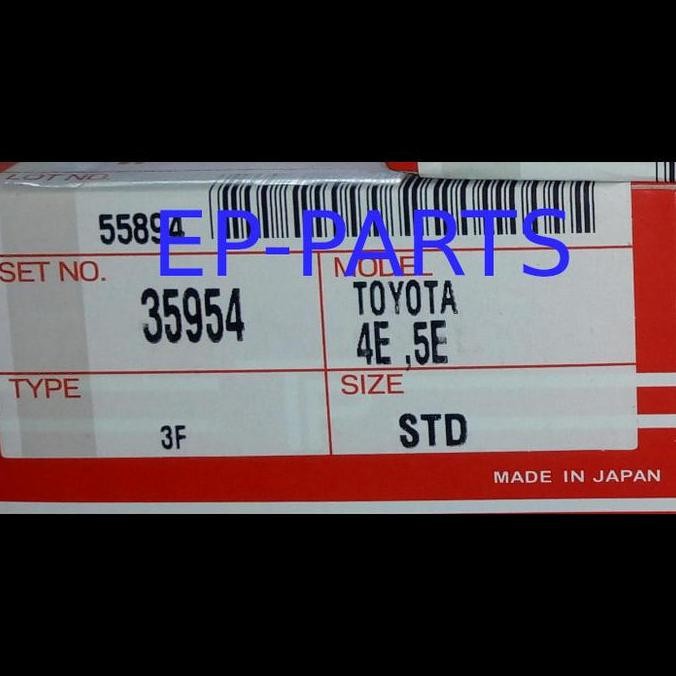 LOT NO.
55894
EP-PARTS
SET NO.
MODEL
35954
TOYOTA
4E ,5E
TYPE
SIZE
3F
STD
MADE IN JAPAN